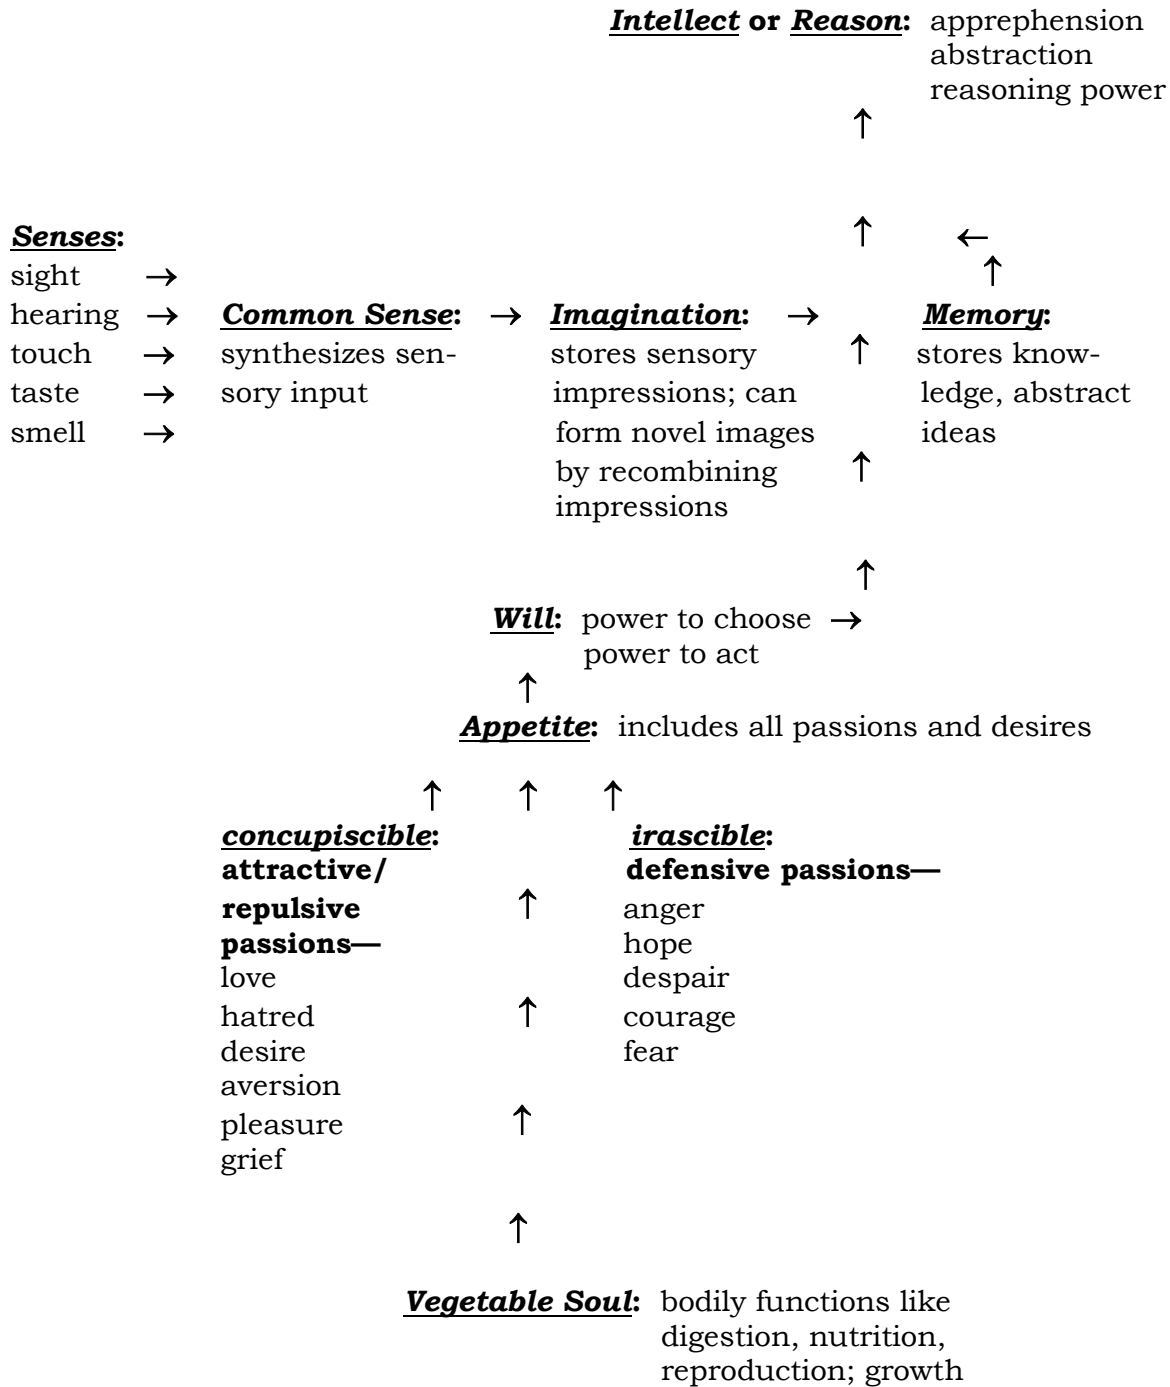 Intellect or Reason: apprephension
abstraction
reasoning power
↑
↑ ←
Senses:
sight → ↑
hearing → Common Sense: → Imagination: → Memory:
touch → synthesizes sen- stores sensory ↑ stores know-
taste → sory input impressions; can ledge, abstract
smell → form novel images ideas
by recombining ↑
impressions
↑
Will: power to choose →
power to act
↑
Appetite: includes all passions and desires
↑ ↑ ↑
concupiscible: irascible:
attractive/ defensive passions—
repulsive ↑ anger
passions— hope
love despair
hatred ↑ courage
desire fear
aversion
pleasure ↑
grief
↑
Vegetable Soul: bodily functions like
digestion, nutrition,
reproduction; growth